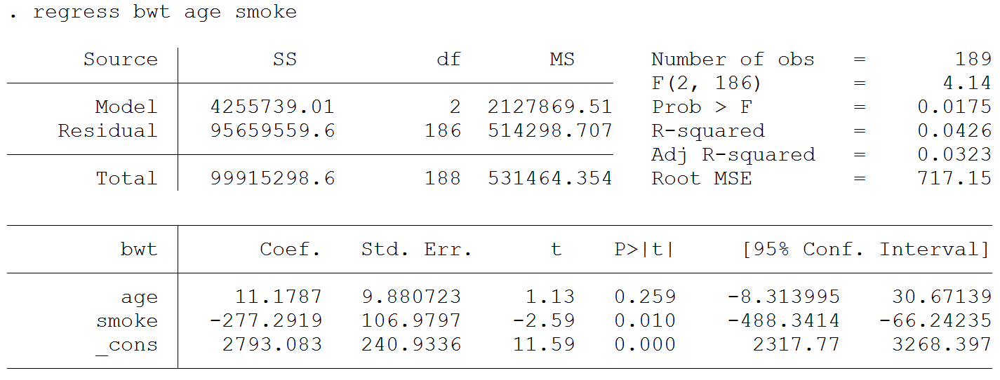 . regress bwt age smoke
Source SS df MS Number of obs = 189
F(2, 186) = 4.14
Model 4255739.01 2 2127869.51 Prob > F = 0.0175
Residual 95659559.6 186 514298.707 R-squared = 0.0426
Adj R-squared = 0.0323
Total 99915298.6 188 531464.354 Root MSE = 717.15
bwt Coef. Std. Err. t P>|t| [95% Conf. Interval]
age 11.1787 9.880723 1.13 0.259 -8.313995 30.67139
smoke -277.2919 106.9797 -2.59 0.010 -488.3414 -66.24235
_cons 2793.083 240.9336 11.59 0.000 2317.77 3268.397